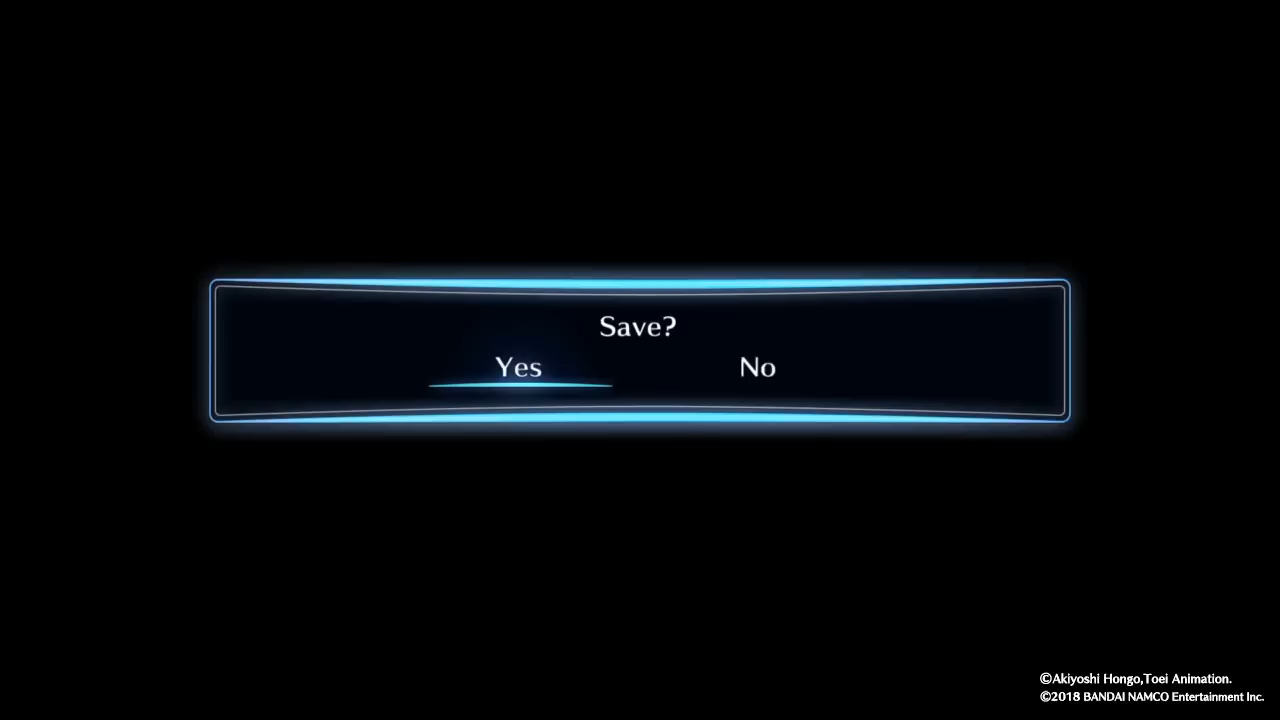 Save?
Yes No
©Akiyoshi Hongo,Toei Animation.
©2018 BANDAI NAMCO Entertainment Inc.